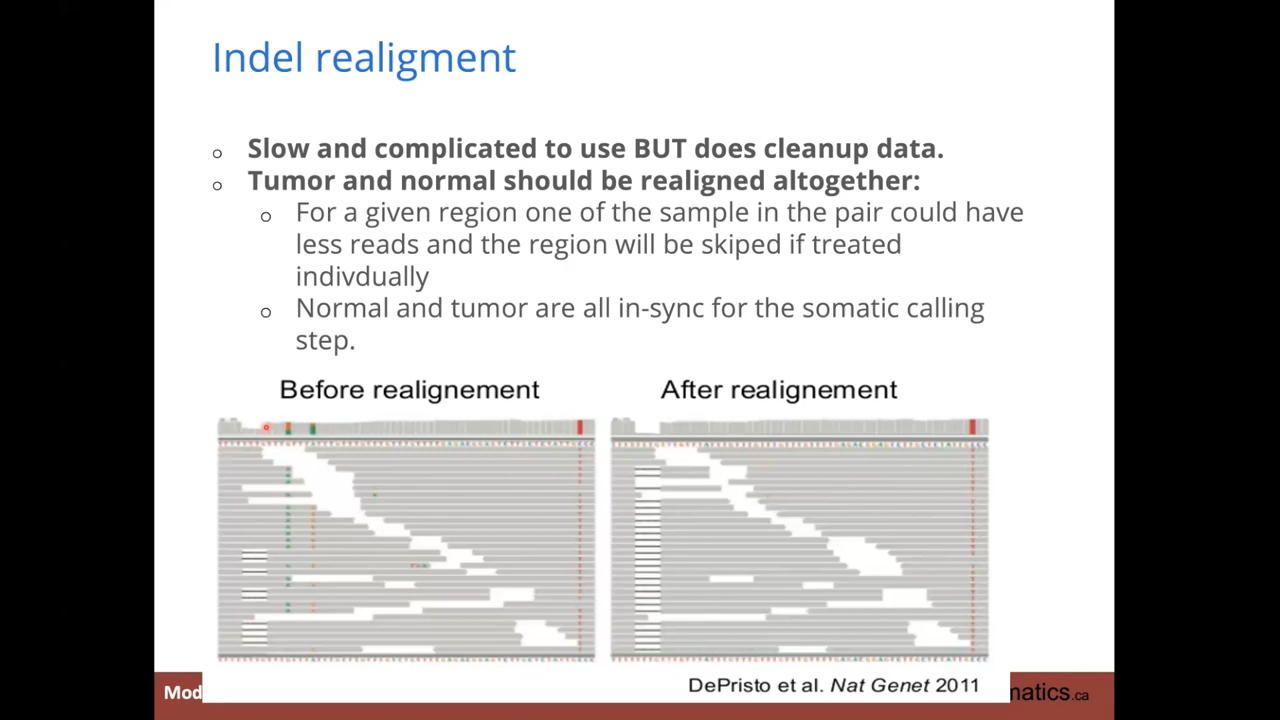 Indel realigment
Slow and complicated to use BUT does cleanup data.
Tumor and normal should be realigned altogether:
For a given region one of the sample in the pair could have
less reads and the region will be skiped if treated
indivdually
Normal and tumor are all in-sync for the somatic calling
step.
Before realignement
After realignement
DePristo et al. Nat Genet 2011
Mod
matics.ca